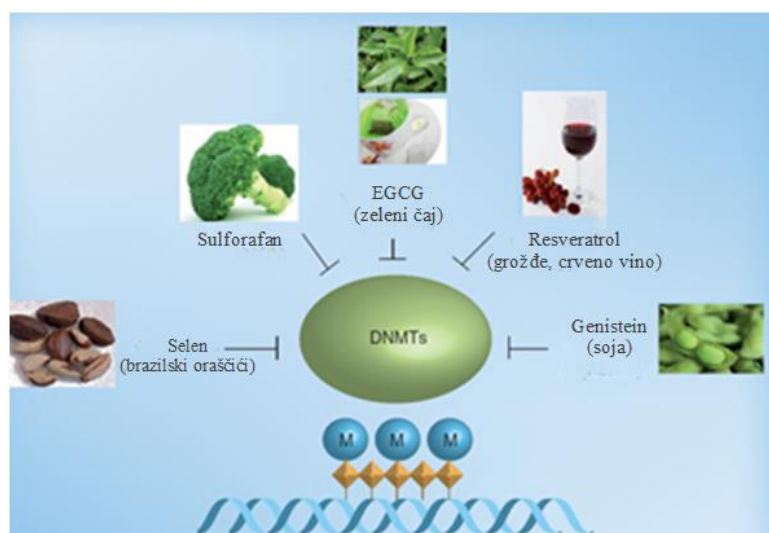 EGCG
(zeleni čaj)
Sulforafan
Resveratrol
(grožđe, crveno vino)
Selen
(brazilski oraščići)
DNMTs
Genistein
(soja)
M M M